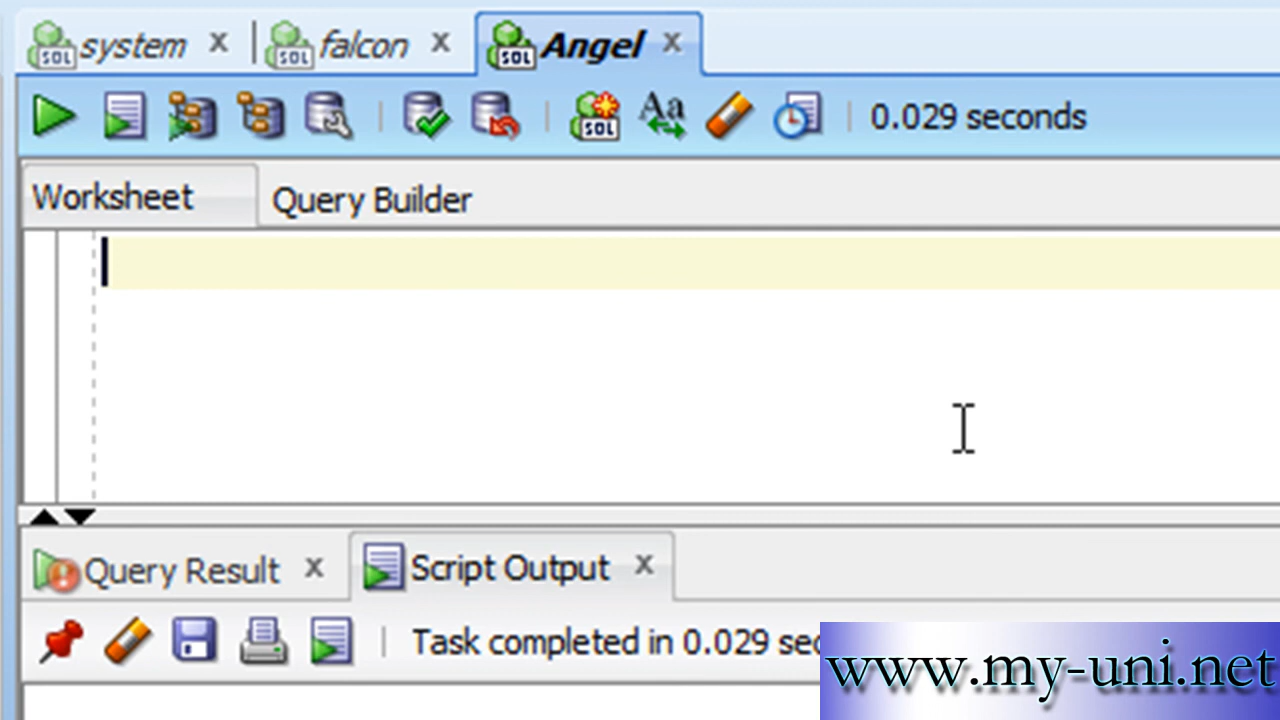 system falcon Angel
0.029 seconds
Worksheet Query Builder
Query Result Script Output
Task completed in 0.029
www.my-uni.net